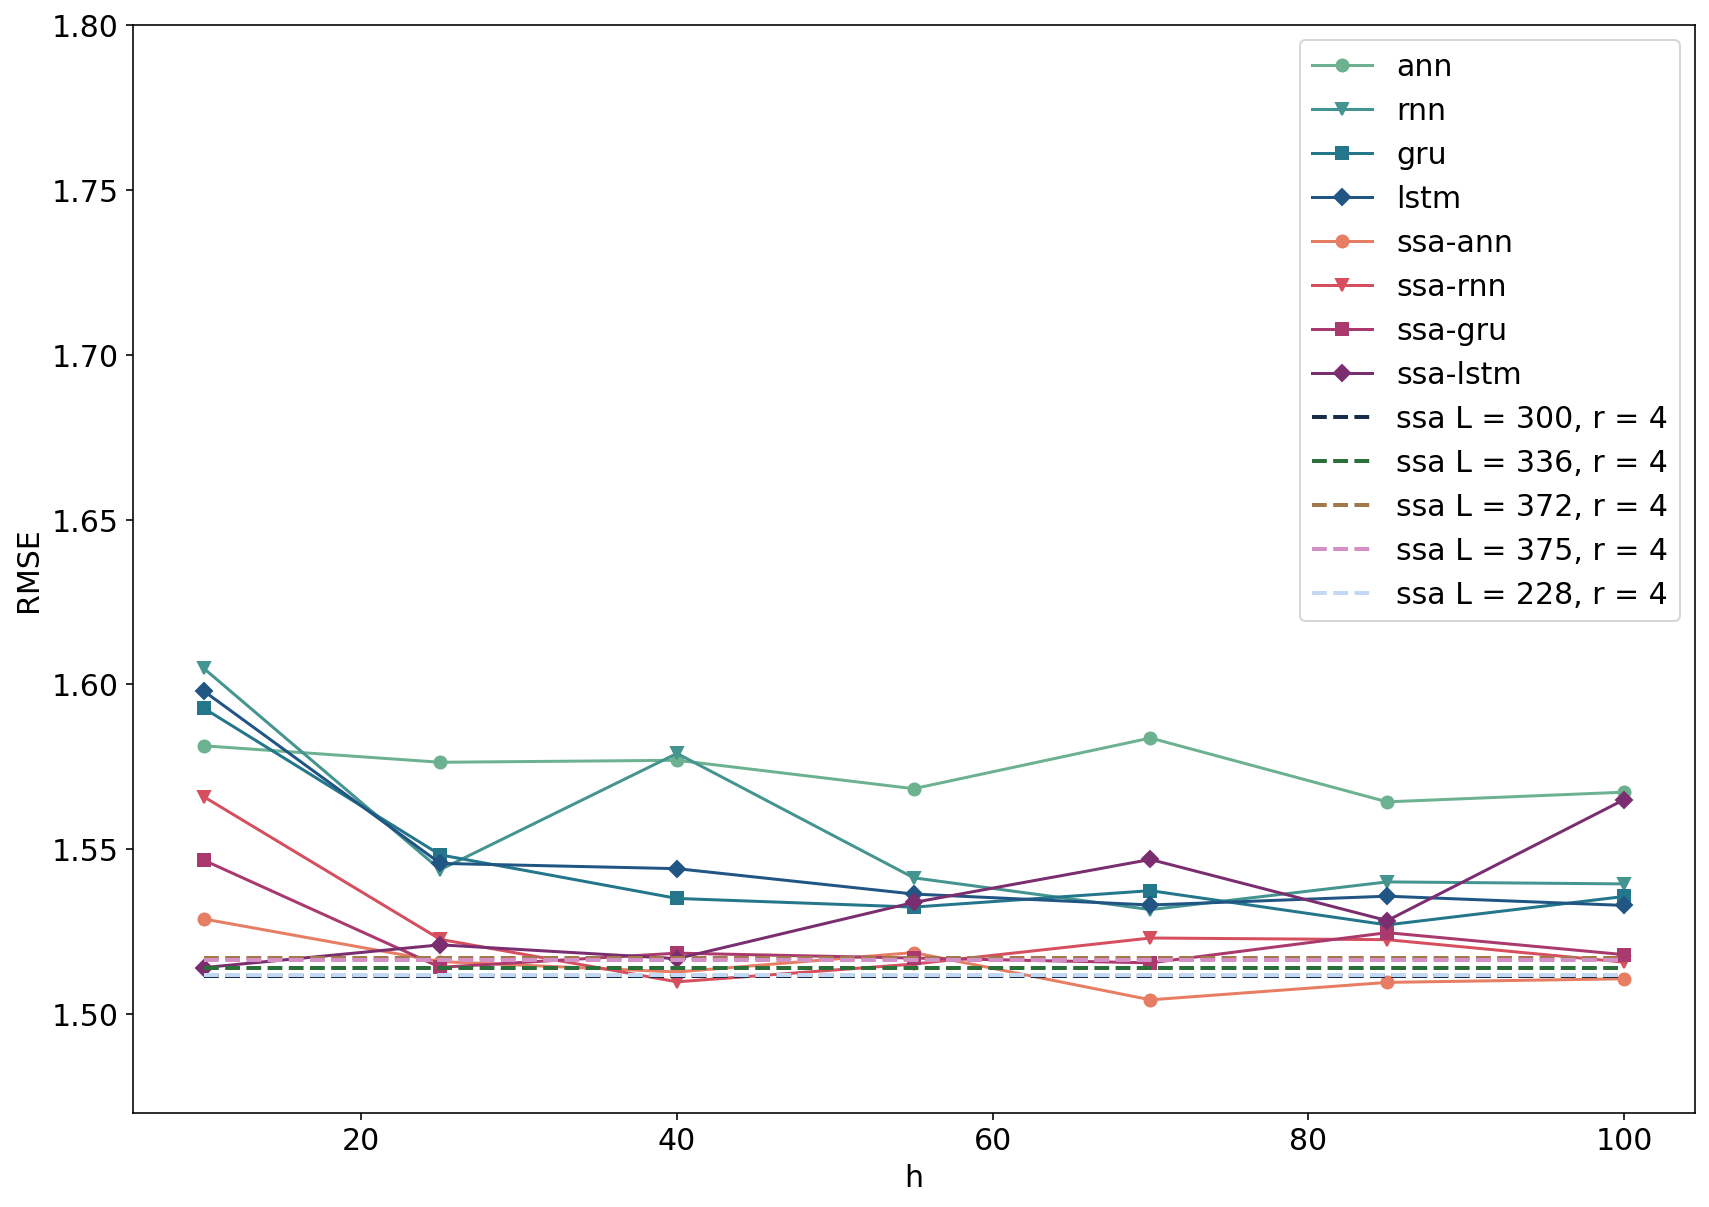 1.80
1.75
1.70
1.65
1.60
1.55
1.50
RMSE
20
40
60
80
100
h
ann
rnn
gru
lstm
ssa-ann
ssa-rnn
ssa-gru
ssa-lstm
ssa L = 300, r = 4
ssa L = 336, r = 4
ssa L = 372, r = 4
ssa L = 375, r = 4
ssa L = 228, r = 4